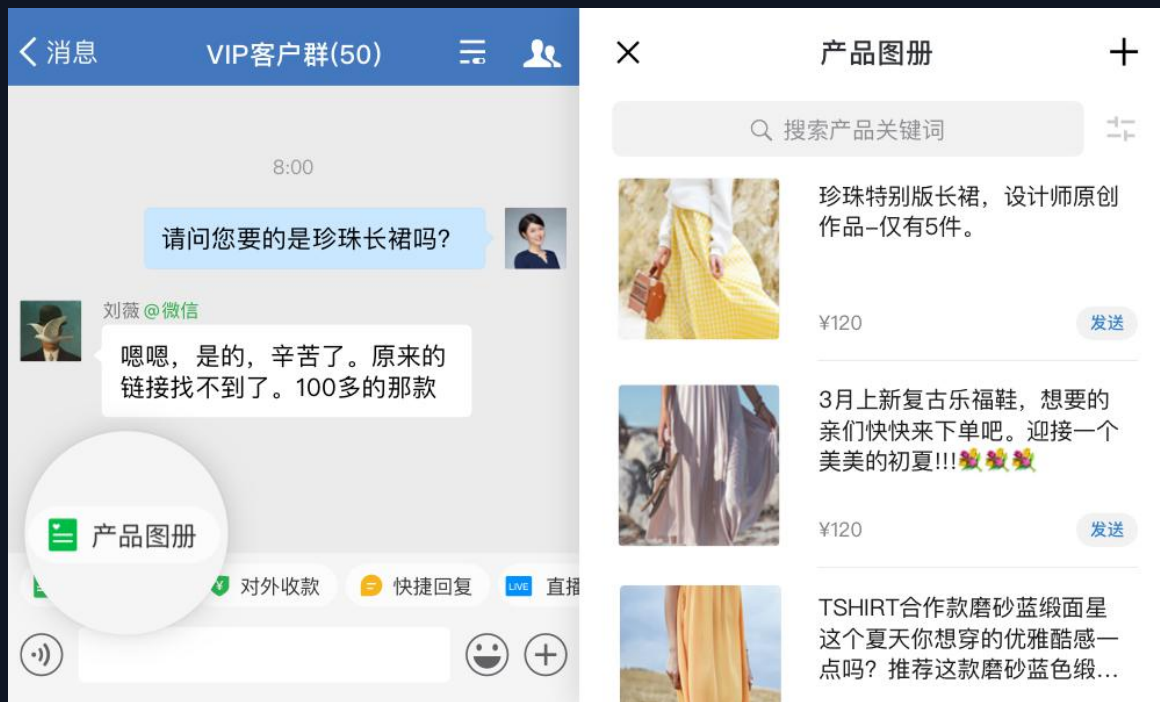 消息
VIP客户群(50)
8:00
请问您要的是珍珠长裙吗?
刘薇@微信
嗯嗯，是的，辛苦了。原来的
链接找不到了。100多的那款
产品图册
对外收款
快捷回复
LIVE 直播
产品图册
搜索产品关键词
珍珠特别版长裙，设计师原创
作品-仅有5件。
¥120
发送
3月上新复古乐福鞋，想要的
亲们快快来下单吧。迎接一个
美美的初夏!!!💐💐💐
¥120
发送
TSHIRT合作款磨砂蓝缎面星
这个夏天你想穿的优雅酷感一
点吗？推荐这款磨砂蓝色缎...